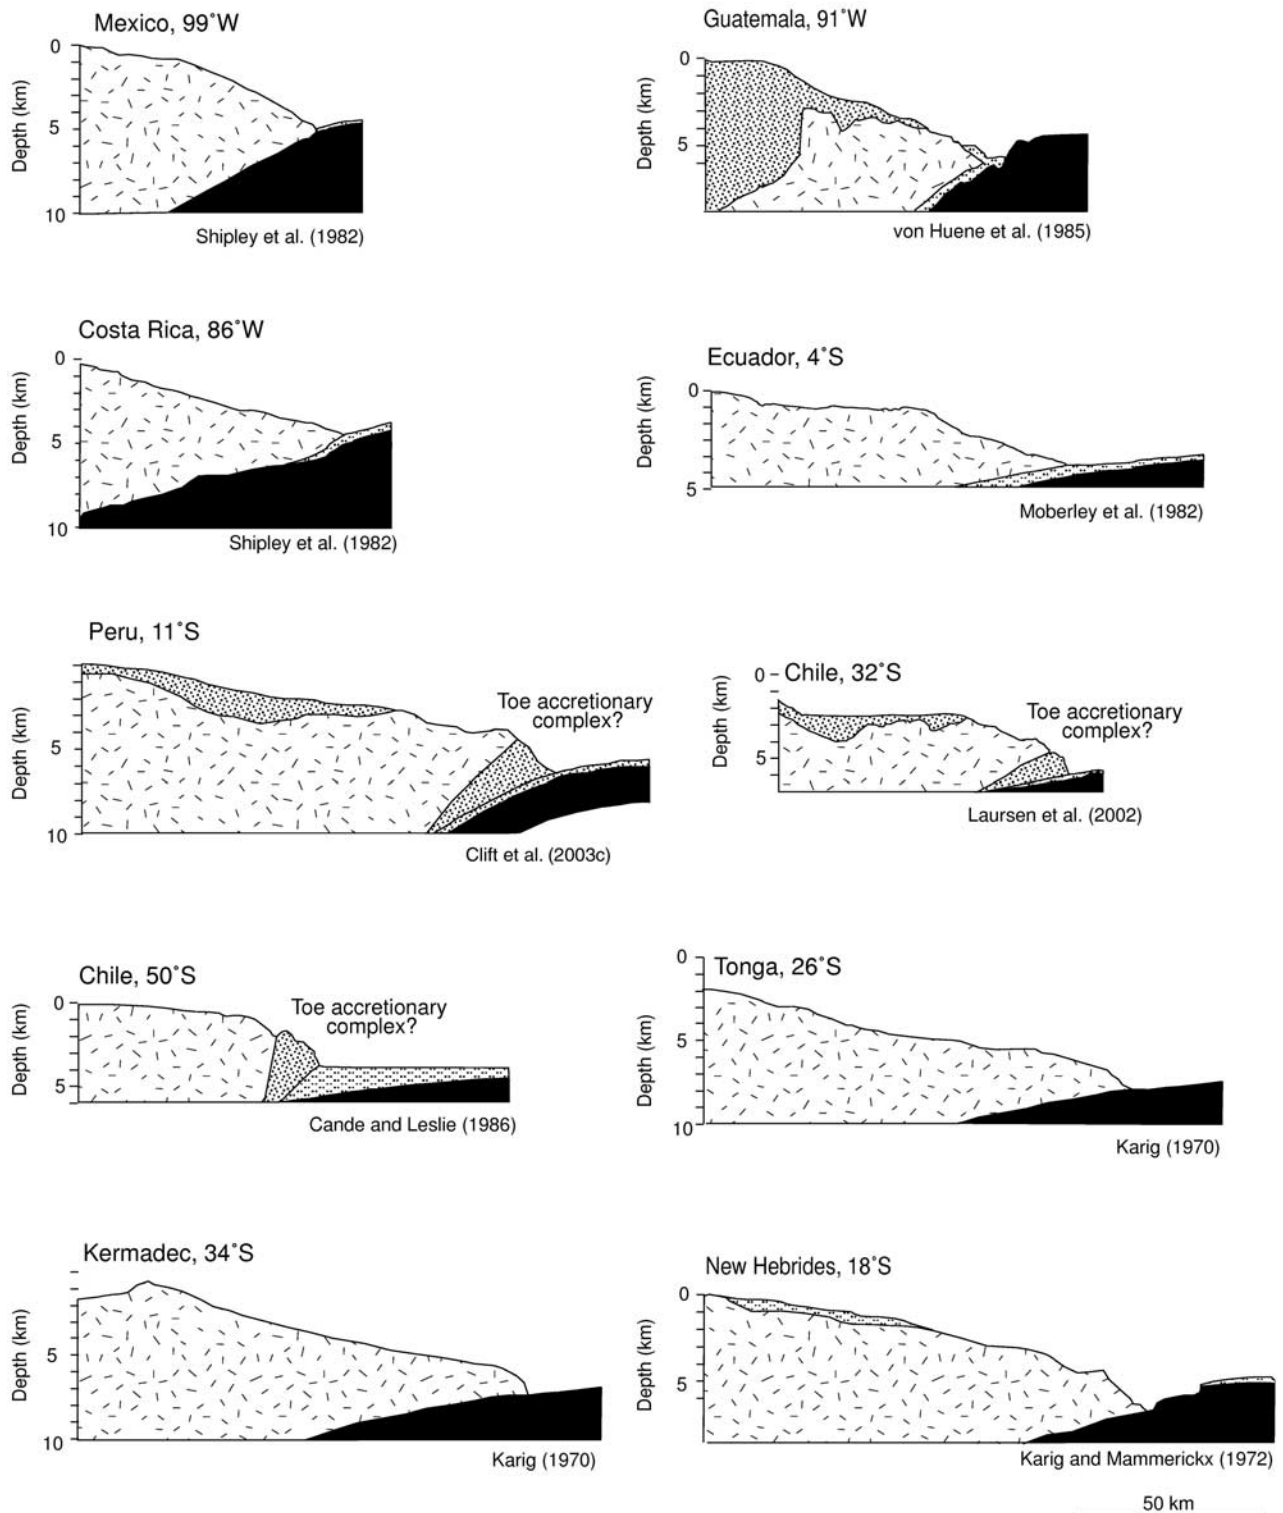 Mexico, 99˚W
0
5
10
Depth (km)
Shipley et al. (1982)
Guatemala, 91˚W
0
5
Depth (km)
von Huene et al. (1985)
Costa Rica, 86˚W
0
5
10
Depth (km)
Shipley et al. (1982)
Ecuador, 4˚S
0
5
Depth (km)
Moberley et al. (1982)
Peru, 11˚S
5
10
Depth (km)
Toe accretionary
complex?
Clift et al. (2003c)
Chile, 32˚S
0
5
Depth (km)
Toe accretionary
complex?
Laursen et al. (2002)
Chile, 50˚S
0
5
Depth (km)
Toe accretionary
complex?
Cande and Leslie (1986)
Tonga, 26˚S
0
5
10
Depth (km)
Karig (1970)
Kermadec, 34˚S
5
10
Depth (km)
Karig (1970)
New Hebrides, 18˚S
0
5
Depth (km)
Karig and Mammerickx (1972)
50 km